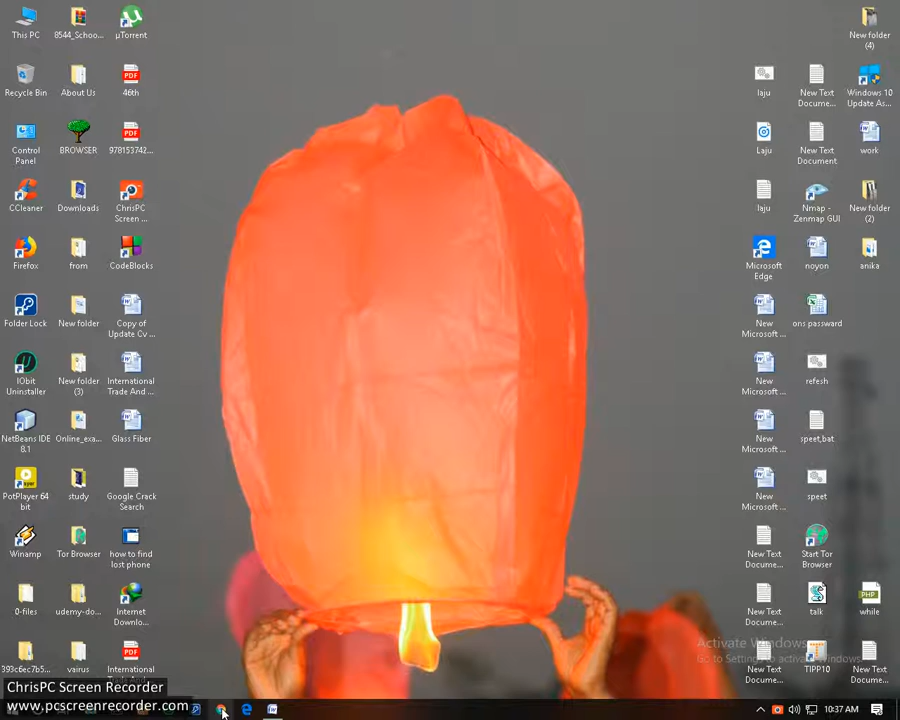 This PC
8544_Schoo...
µTorrent
Recycle Bin
About Us
46th
Control
Panel
BROWSER
978153742...
CCleaner
Downloads
ChrisPC
Screen ...
Firefox
from
CodeBlocks
Folder Lock
New folder
Copy of
Update Cv ...
IObit
Uninstaller
New folder
(3)
International
Trade And ...
NetBeans IDE
8.1
Online_exa...
Glass Fiber
PotPlayer 64
bit
study
Google Crack
Search
Winamp
Tor Browser
how to find
lost phone
0-files
udemy-do...
Internet
Downlo...
393c6ec7b5...
vairus
International
Trade And ...
New folder
(4)
laju
New Text
Docume...
Windows 10
Update As...
Laju
New Text
Document
work
laju
Nmap -
Zenmap GUI
New folder
(2)
Microsoft
Edge
noyon
anika
New
Microsoft ...
ons passward
New
Microsoft ...
refesh
New
Microsoft ...
speet,bat
New
Microsoft ...
speet
New Text
Docume...
Start Tor
Browser
New Text
Docume...
talk
while
New Text
Docume...
TIPP10
New Text
Docume...
Activate Windows
Go to Settings to activate Windows.
ChrisPC Screen Recorder
www.pcscreenrecorder.com
10:37 AM